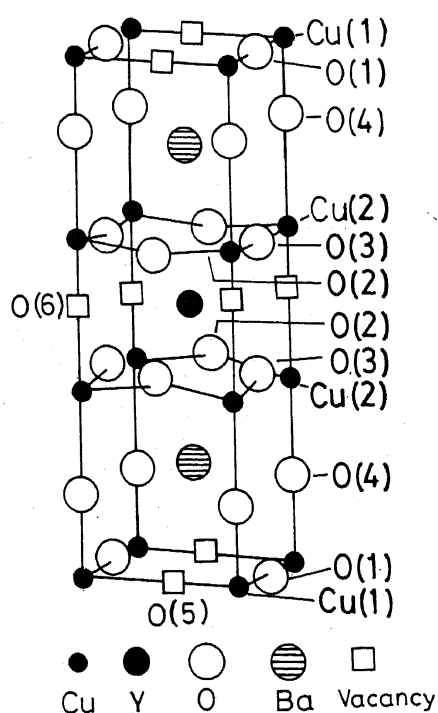 Cu(1)
O(1)
O(4)
Cu(2)
O(3)
O(2)
O(6)
O(2)
O(3)
Cu(2)
O(4)
O(1)
Cu(1)
O(5)
Cu Y O Ba Vacancy